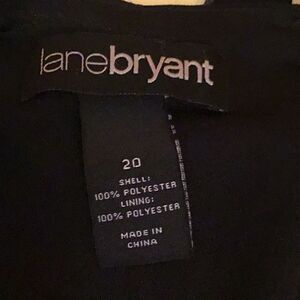 lanebryant
20
SHELL:
100% POLYESTER
LINING:
100% POLYESTER
MADE IN
CHINA